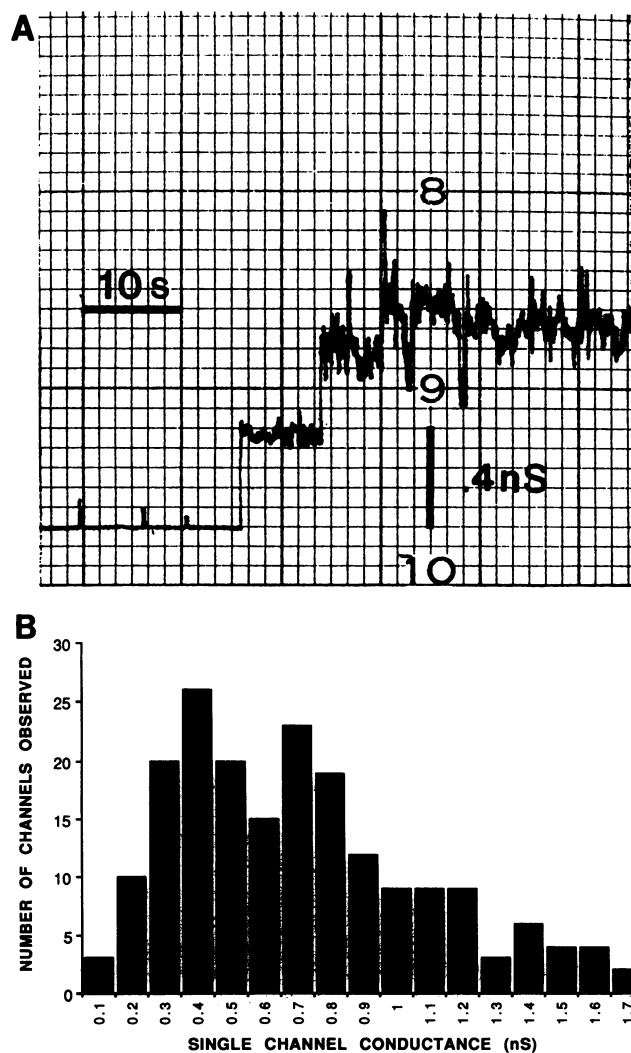 A
8
10 s
9
.4nS
10
B
NUMBER OF CHANNELS OBSERVED
30
25
20
15
10
5
0
0.1 0.2 0.3 0.4 0.5 0.6 0.7 0.8 0.9 1 1.1 1.2 1.3 1.4 1.5 1.6 1.7
SINGLE CHANNEL CONDUCTANCE (nS)